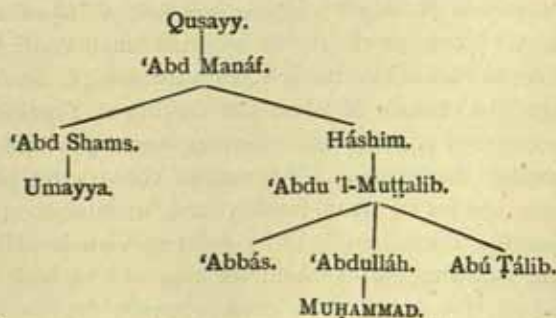 Quṣayy.
‘Abd Manáf.
‘Abd Shams. Háshim.
Umayya. ‘Abdu ’l-Muṭṭalib.
‘Abbás. ‘Abdulláh. Abú Ṭálib.
MUḤAMMAD.